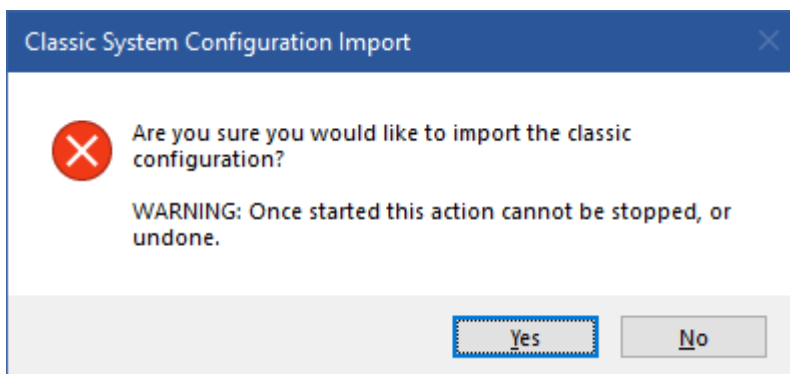 Classic System Configuration Import
Are you sure you would like to import the classic
configuration?
WARNING: Once started this action cannot be stopped, or
undone.
Yes
No